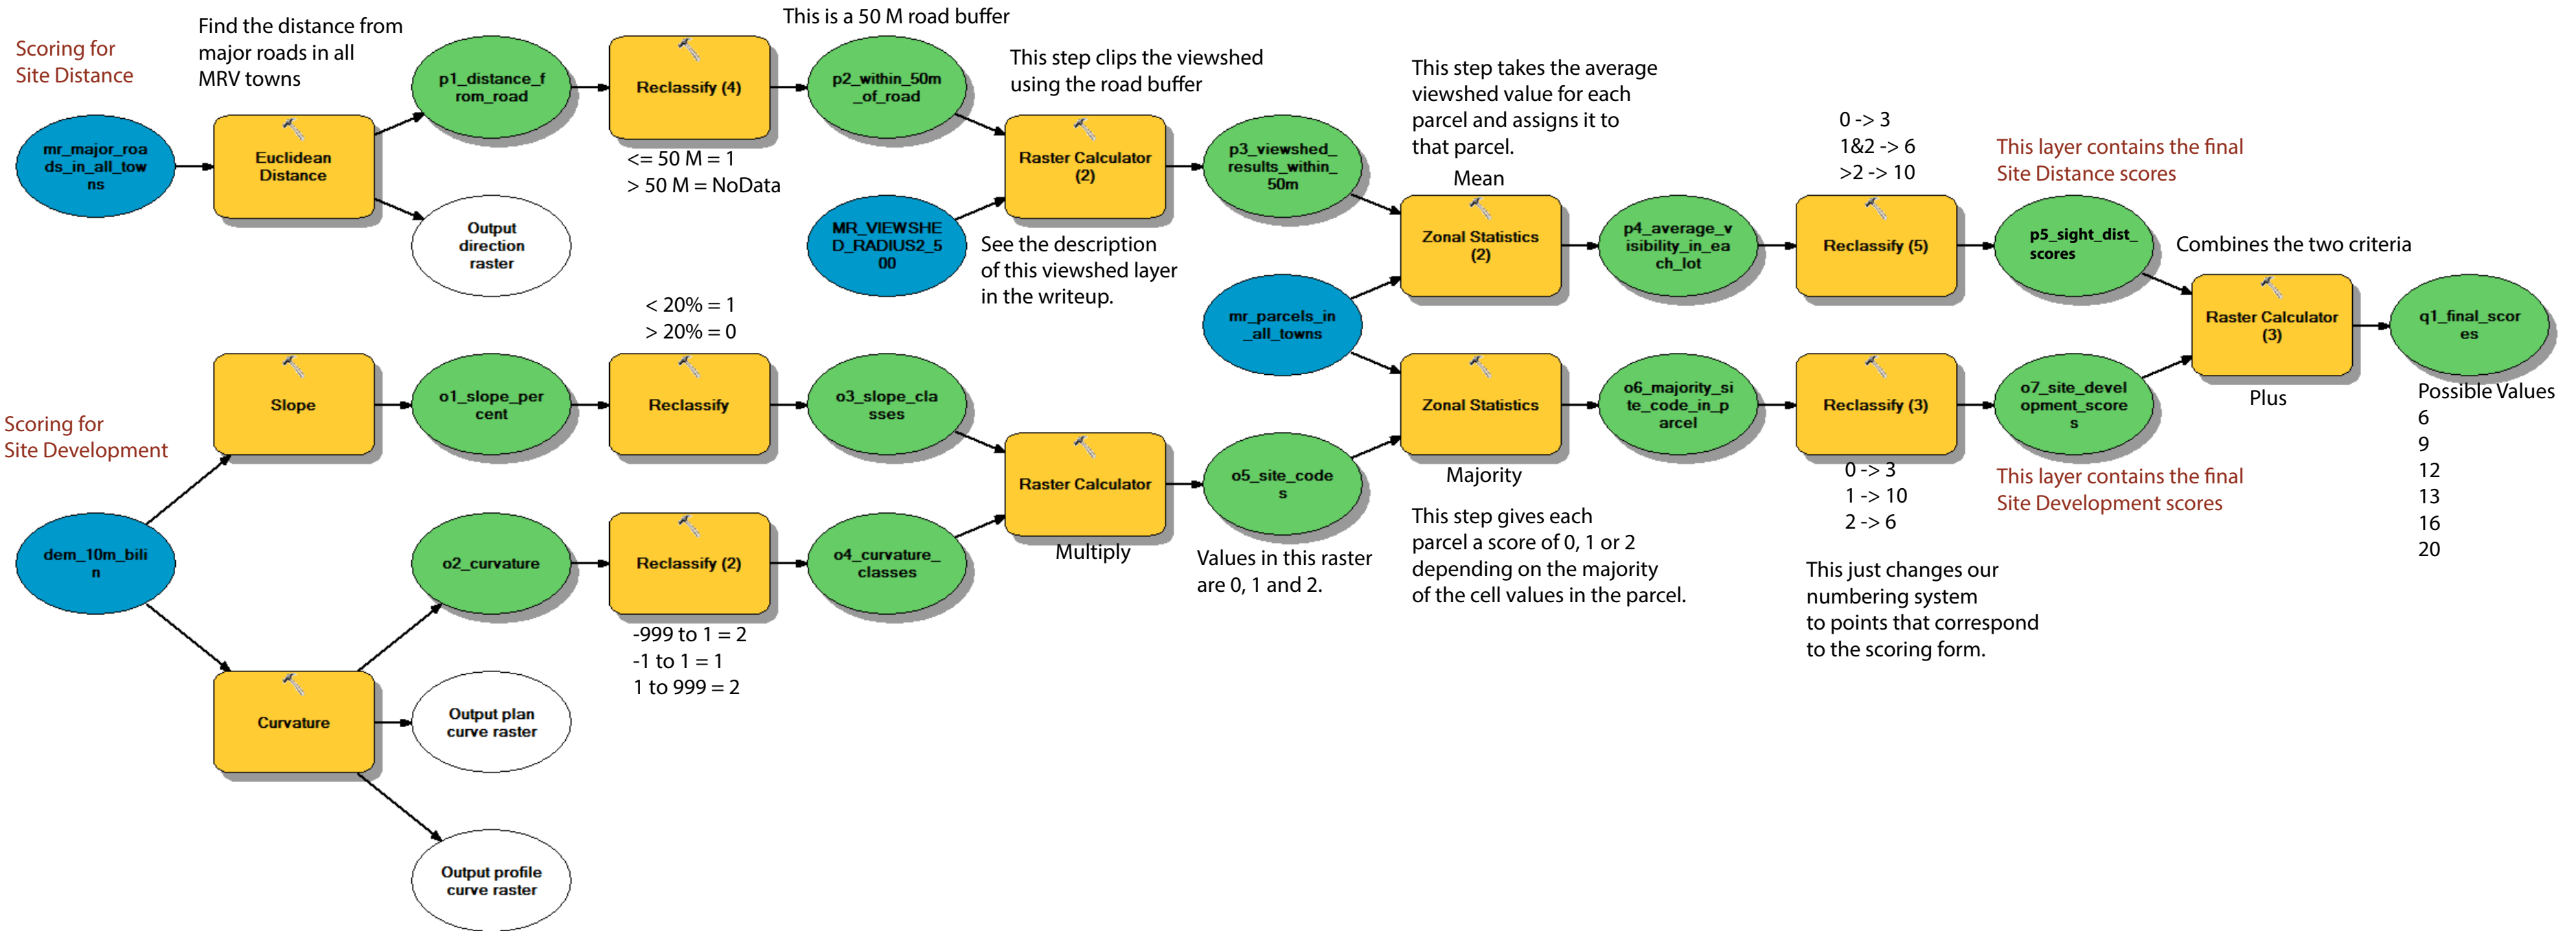 Scoring for
Site Distance
Find the distance from
major roads in all
MRV towns
mr_major_roa
ds_in_all_tow
ns
Euclidean
Distance
p1_distance_f
rom_road
Output
direction
raster
Reclassify (4)
<= 50 M = 1
> 50 M = NoData
This is a 50 M road buffer
p2_within_50m
_of_road
MR_VIEWSHE
D_RADIUS2_5
00
This step clips the viewshed
using the road buffer
Raster Calculator
(2)
See the description
of this viewshed layer
in the writeup.
p3_viewshed_
results_within_
50m
mr_parcels_in
_all_towns
This step takes the average
viewshed value for each
parcel and assigns it to
that parcel.
Mean
Zonal Statistics
(2)
p4_average_v
isibility_in_ea
ch_lot
0 -> 3
1&2 -> 6
>2 -> 10
Reclassify (5)
This layer contains the final
Site Distance scores
p5_sight_dist_
scores
Combines the two criteria
Raster Calculator
(3)
Plus
q1_final_scor
es
Possible Values
6
9
12
13
16
20
Scoring for
Site Development
dem_10m_bili
n
Slope
o1_slope_per
cent
< 20% = 1
> 20% = 0
Reclassify
o3_slope_cla
sses
Curvature
o2_curvature
Output plan
curve raster
Output profile
curve raster
Reclassify (2)
-999 to 1 = 2
-1 to 1 = 1
1 to 999 = 2
o4_curvature_
classes
Raster Calculator
Multiply
o5_site_code
s
Values in this raster
are 0, 1 and 2.
Zonal Statistics
Majority
This step gives each
parcel a score of 0, 1 or 2
depending on the majority
of the cell values in the parcel.
o6_majority_si
te_code_in_p
arcel
Reclassify (3)
0 -> 3
1 -> 10
2 -> 6
This just changes our
numbering system
to points that correspond
to the scoring form.
o7_site_devel
opment_score
s
This layer contains the final
Site Development scores